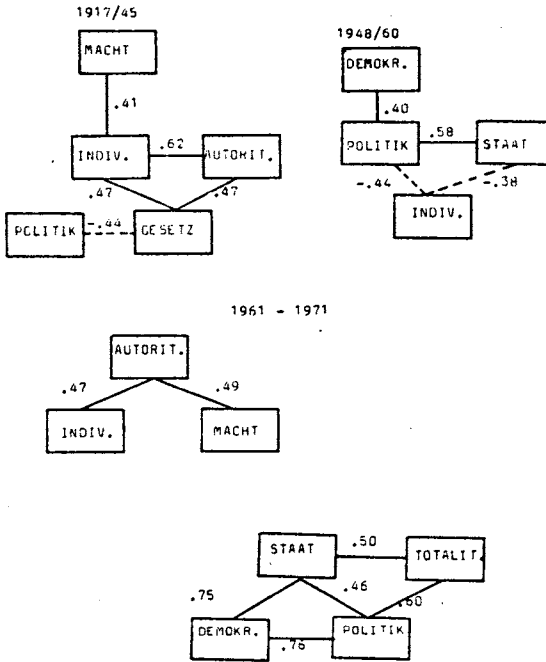 1917/45
MACHT
.41
INDIV.
.62
AUTORIT.
.47
.47
POLITIK
-.44
GESETZ
1948/60
DEMOKR.
.40
POLITIK
.58
STAAT
-.44
-.38
INDIV.
1961 - 1971
AUTORIT.
.47
.49
INDIV.
MACHT
STAAT
.50
TOTALIT.
.75
.46
.60
DEMOKR.
.76
POLITIK